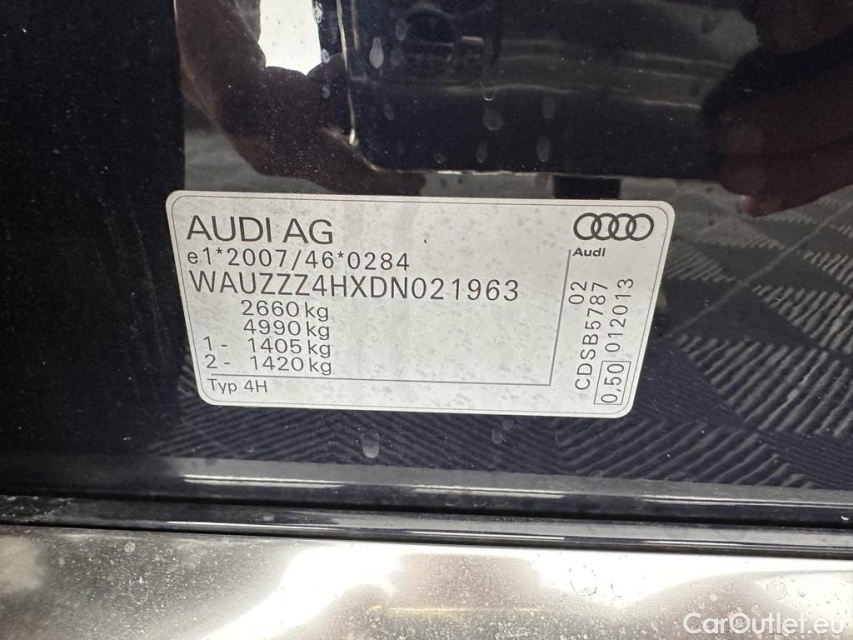 AUDI AG
e1*2007/46*0284
WAUZZZ4HXDN021963
2660 kg
4990 kg
1- 1405 kg
2- 1420 kg
Typ 4H
Audi
CDSB5787 02
0,50 012013
CarOutlet.eu